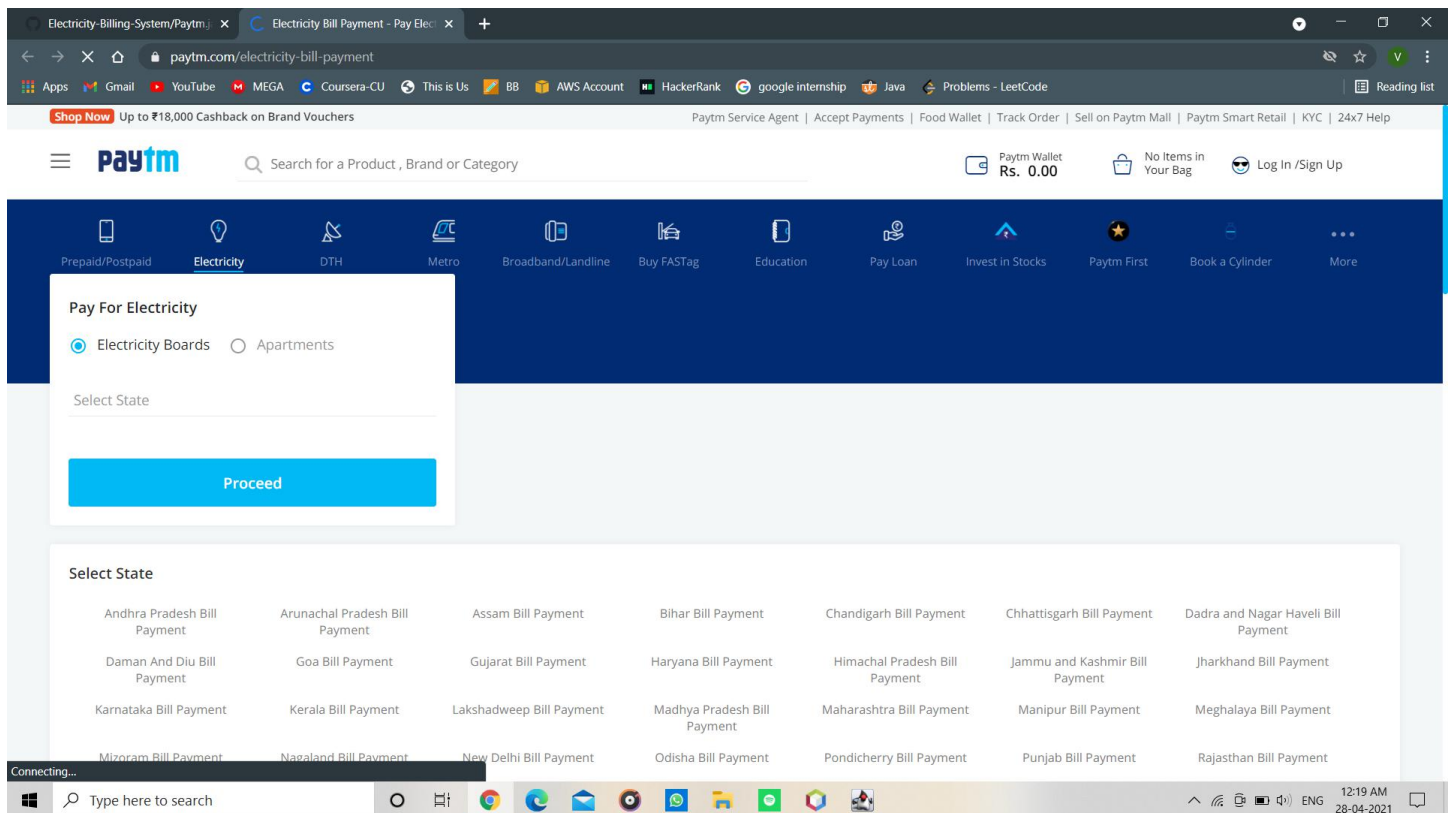 Electricity-Billing-System/Paytm.j
Electricity Bill Payment - Pay Elect
paytm.com/electricity-bill-payment
V
Apps Gmail YouTube MEGA Coursera-CU This is Us BB AWS Account HackerRank google internship Java Problems - LeetCode Reading list
Shop Now Up to ₹18,000 Cashback on Brand Vouchers Paytm Service Agent | Accept Payments | Food Wallet | Track Order | Sell on Paytm Mall | Paytm Smart Retail | KYC | 24x7 Help
paytm
Search for a Product , Brand or Category
Paytm Wallet
Rs. 0.00
No Items in
Your Bag
Log In /Sign Up
Prepaid/Postpaid Electricity DTH Metro Broadband/Landline Buy FASTag Education Pay Loan Invest in Stocks Paytm First Book a Cylinder More
Pay For Electricity
Electricity Boards Apartments
Select State
Proceed
Select State
Andhra Pradesh Bill Payment Arunachal Pradesh Bill Payment Assam Bill Payment Bihar Bill Payment Chandigarh Bill Payment Chhattisgarh Bill Payment Dadra and Nagar Haveli Bill Payment
Daman And Diu Bill Payment Goa Bill Payment Gujarat Bill Payment Haryana Bill Payment Himachal Pradesh Bill Payment Jammu and Kashmir Bill Payment Jharkhand Bill Payment
Karnataka Bill Payment Kerala Bill Payment Lakshadweep Bill Payment Madhya Pradesh Bill Payment Maharashtra Bill Payment Manipur Bill Payment Meghalaya Bill Payment
Mizoram Bill Payment Nagaland Bill Payment New Delhi Bill Payment Odisha Bill Payment Pondicherry Bill Payment Punjab Bill Payment Rajasthan Bill Payment
Connecting...
Type here to search
ENG
12:19 AM
28-04-2021